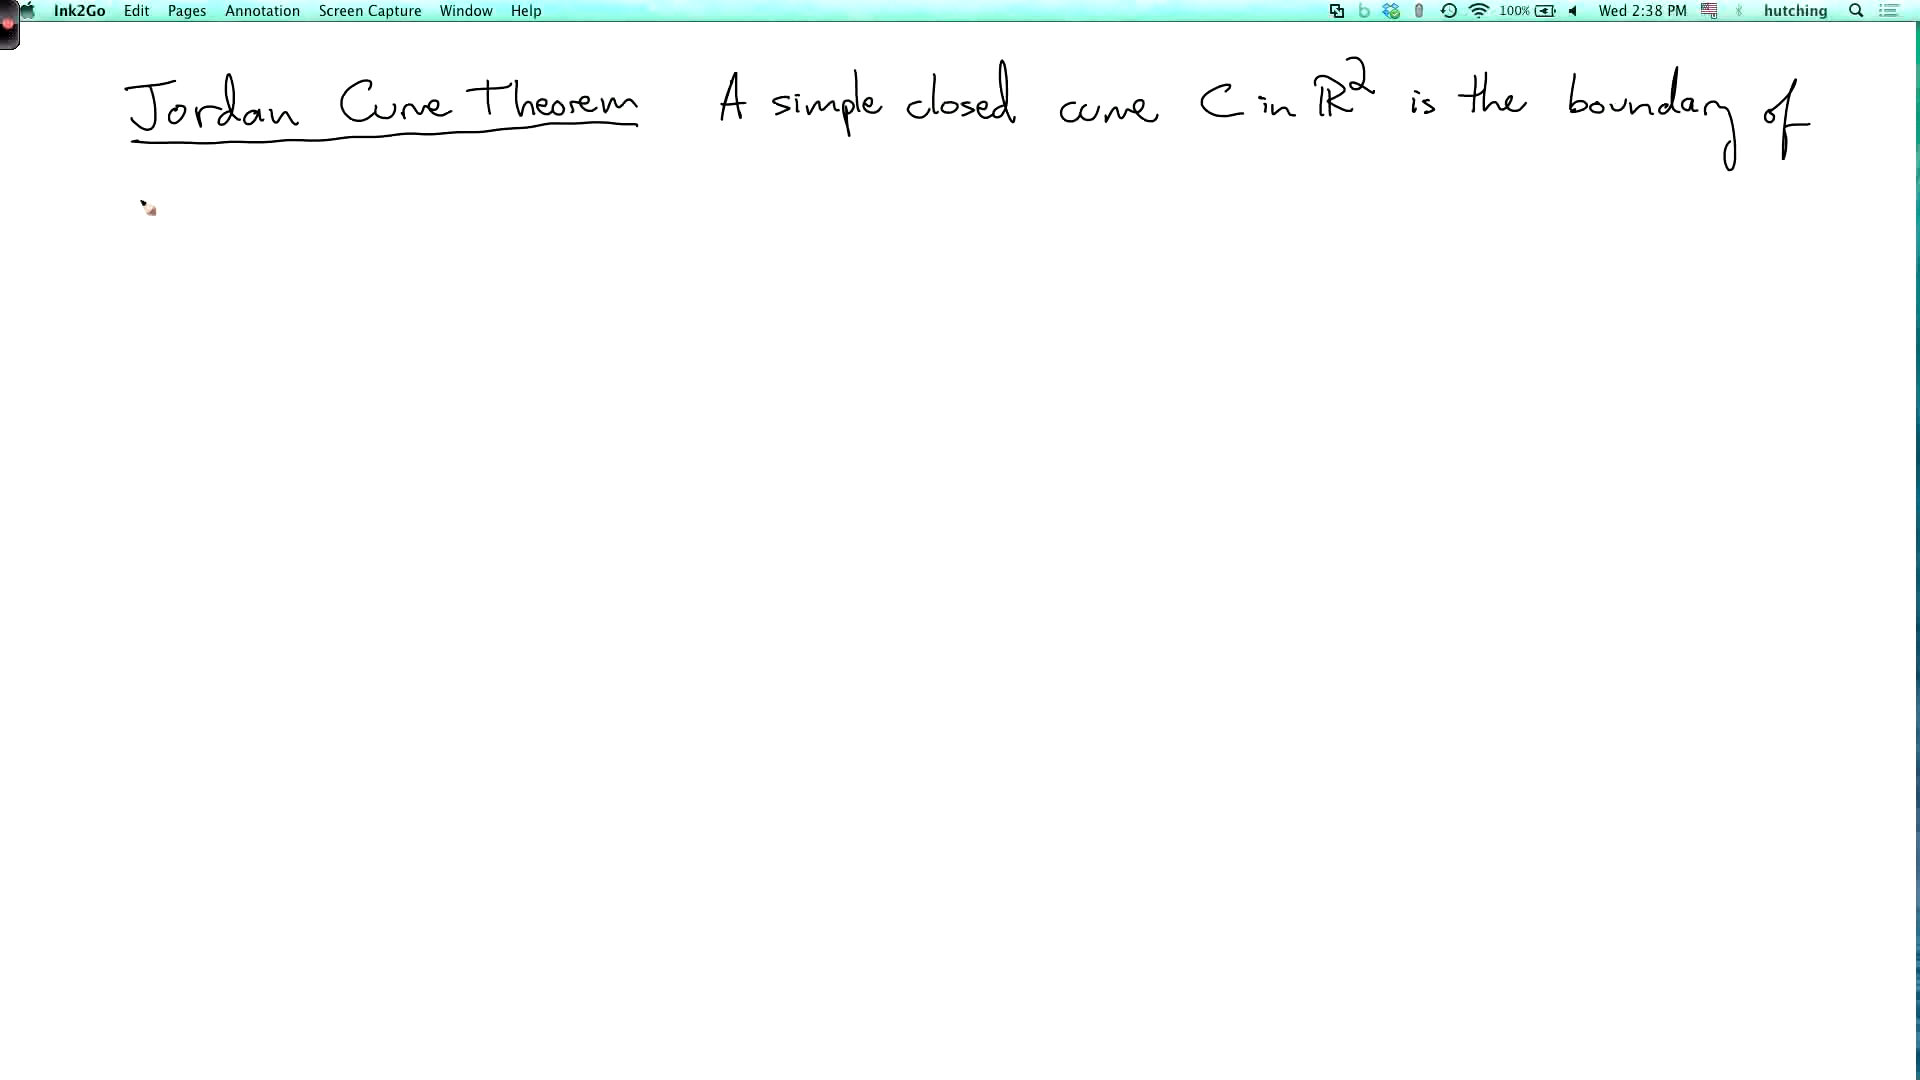 Ink2Go Edit Pages Annotation Screen Capture Window Help 100% Wed 2:38 PM hutching
Jordan Curve Theorem A simple closed curve C in ℝ² is the boundary of